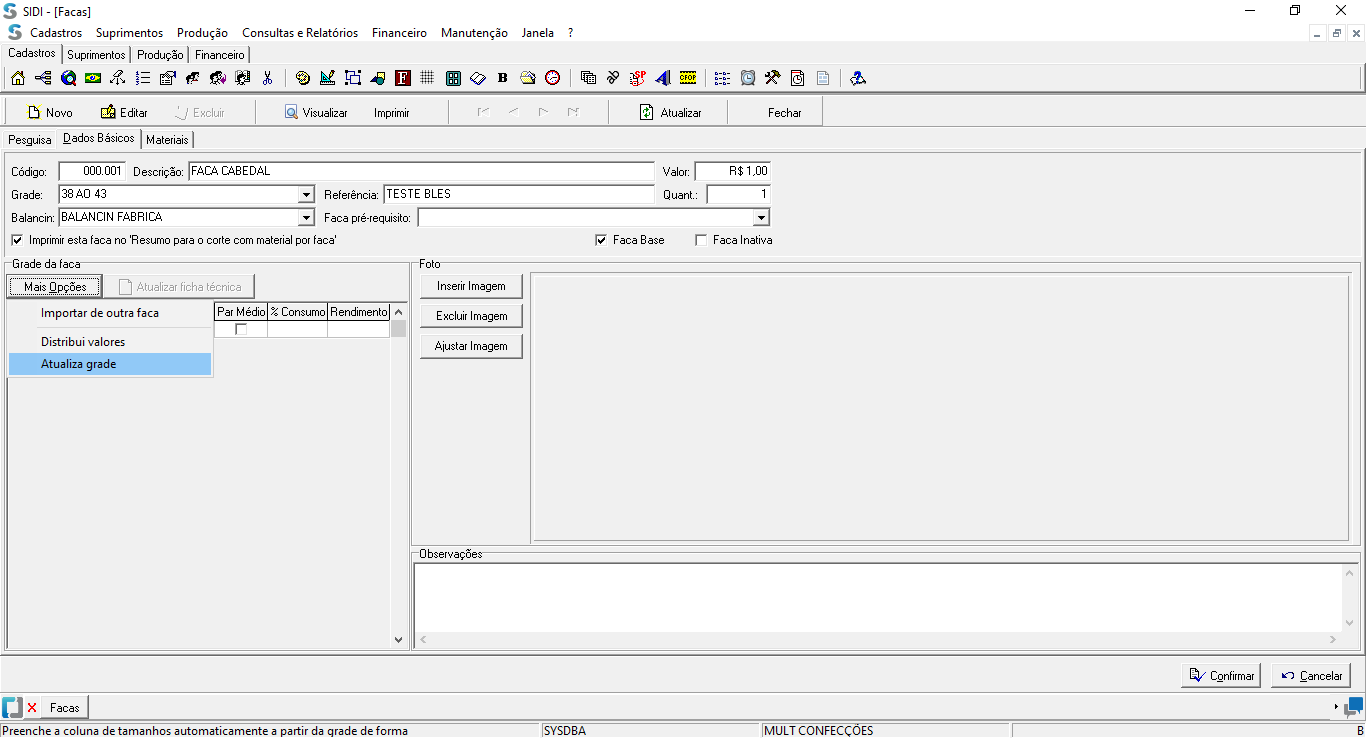 SIDI - [Facas]
Cadastros Suprimentos Produção Consultas e Relatórios Financeiro Manutenção Janela ?
Cadastros Suprimentos Produção Financeiro
F B SP CFOP
Novo Editar Excluir Visualizar Imprimir Atualizar Fechar
Pesquisa Dados Básicos Materiais
Código: 000.001 Descrição: FACA CABEDAL Valor: R$ 1,00
Grade: 38 AO 43 Referência: TESTE BLES Quant.: 1
Balancin: BALANCIN FABRICA Faca pré-requisito:
Imprimir esta faca no 'Resumo para o corte com material por faca' Faca Base Faca Inativa
Grade da faca Foto
Mais Opções Atualizar ficha técnica Inserir Imagem
Importar de outra faca Par Médio % Consumo Rendimento Excluir Imagem
Distribui valores Ajustar Imagem
Atualiza grade
Observações
Confirmar Cancelar
Facas
Preenche a coluna de tamanhos automaticamente a partir da grade de forma SYSDBA MULT CONFECÇÕES B